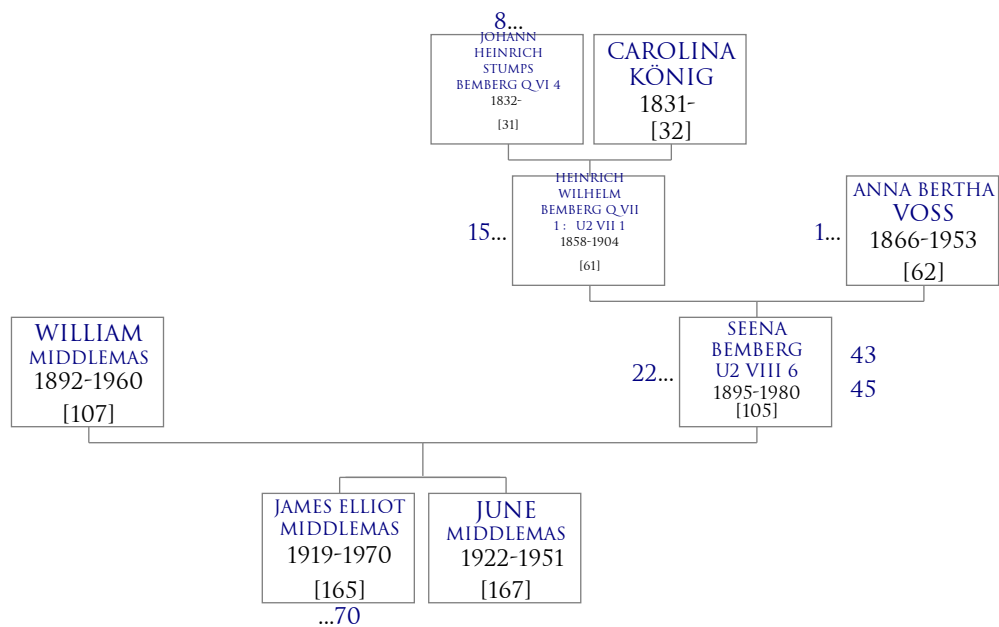 8...
JOHANN
HEINRICH
STUMPS
BEMBERG Q VI 4
1832-
[31]
CAROLINA
KÖNIG
1831-
[32]
15...
HEINRICH
WILHELM
BEMBERG Q VII
1 : U2 VII 1
1858-1904
[61]
1...
ANNA BERTHA
VOSS
1866-1953
[62]
WILLIAM
MIDDLEMAS
1892-1960
[107]
22...
SEENA
BEMBERG
U2 VIII 6
1895-1980
[105]
43
45
JAMES ELLIOT
MIDDLEMAS
1919-1970
[165]
...70
JUNE
MIDDLEMAS
1922-1951
[167]